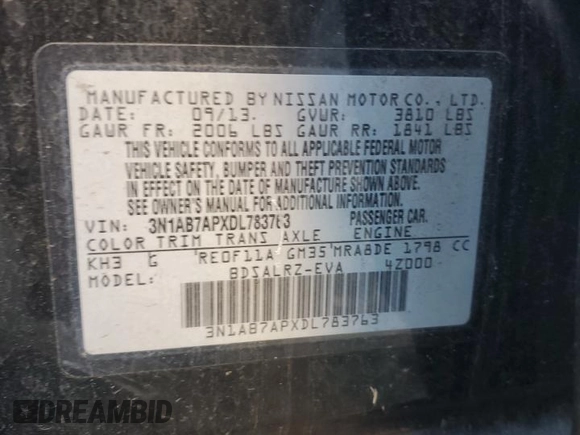 MANUFACTURED BY NISSAN MOTOR CO., LTD.
DATE: 09/13. GVWR: 3810 LBS
GAWR FR: 2006 LBS GAWR RR: 1841 LBS
THIS VEHICLE CONFORMS TO ALL APPLICABLE FEDERAL MOTOR
VEHICLE SAFETY, BUMPER AND THEFT PREVENTION STANDARDS
IN EFFECT ON THE DATE OF MANUFACTURE SHOWN ABOVE.
SEE OWNER'S MANUAL FOR ADDITIONAL INFORMATION.
VIN: 3N1AB7APXDL783763 PASSENGER CAR.
COLOR TRIM TRANS AXLE ENGINE
KH3 G RE0F11A GM35 MRA8DE 1798 CC
MODEL: BDSALRZ-EVA 4Z000
3N1AB7APXDL783763
DREAMBID